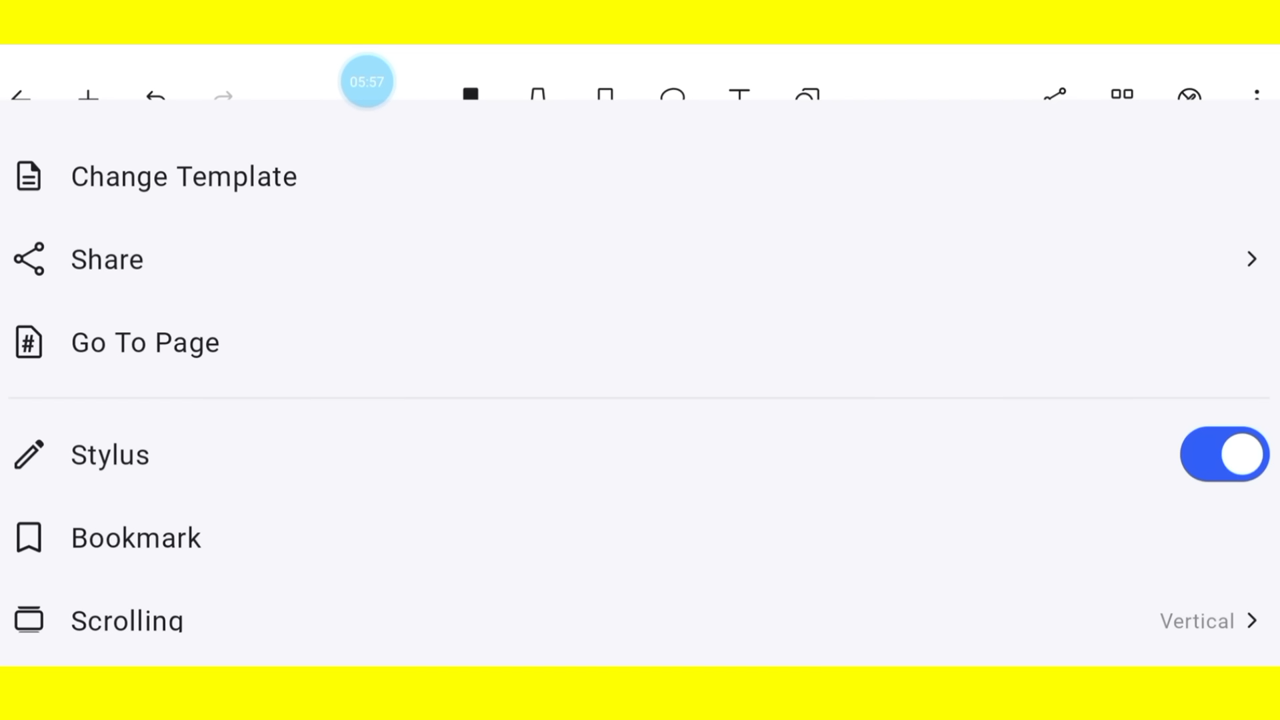 05:57
Change Template
Share
Go To Page
Stylus
Bookmark
Scrolling
Vertical